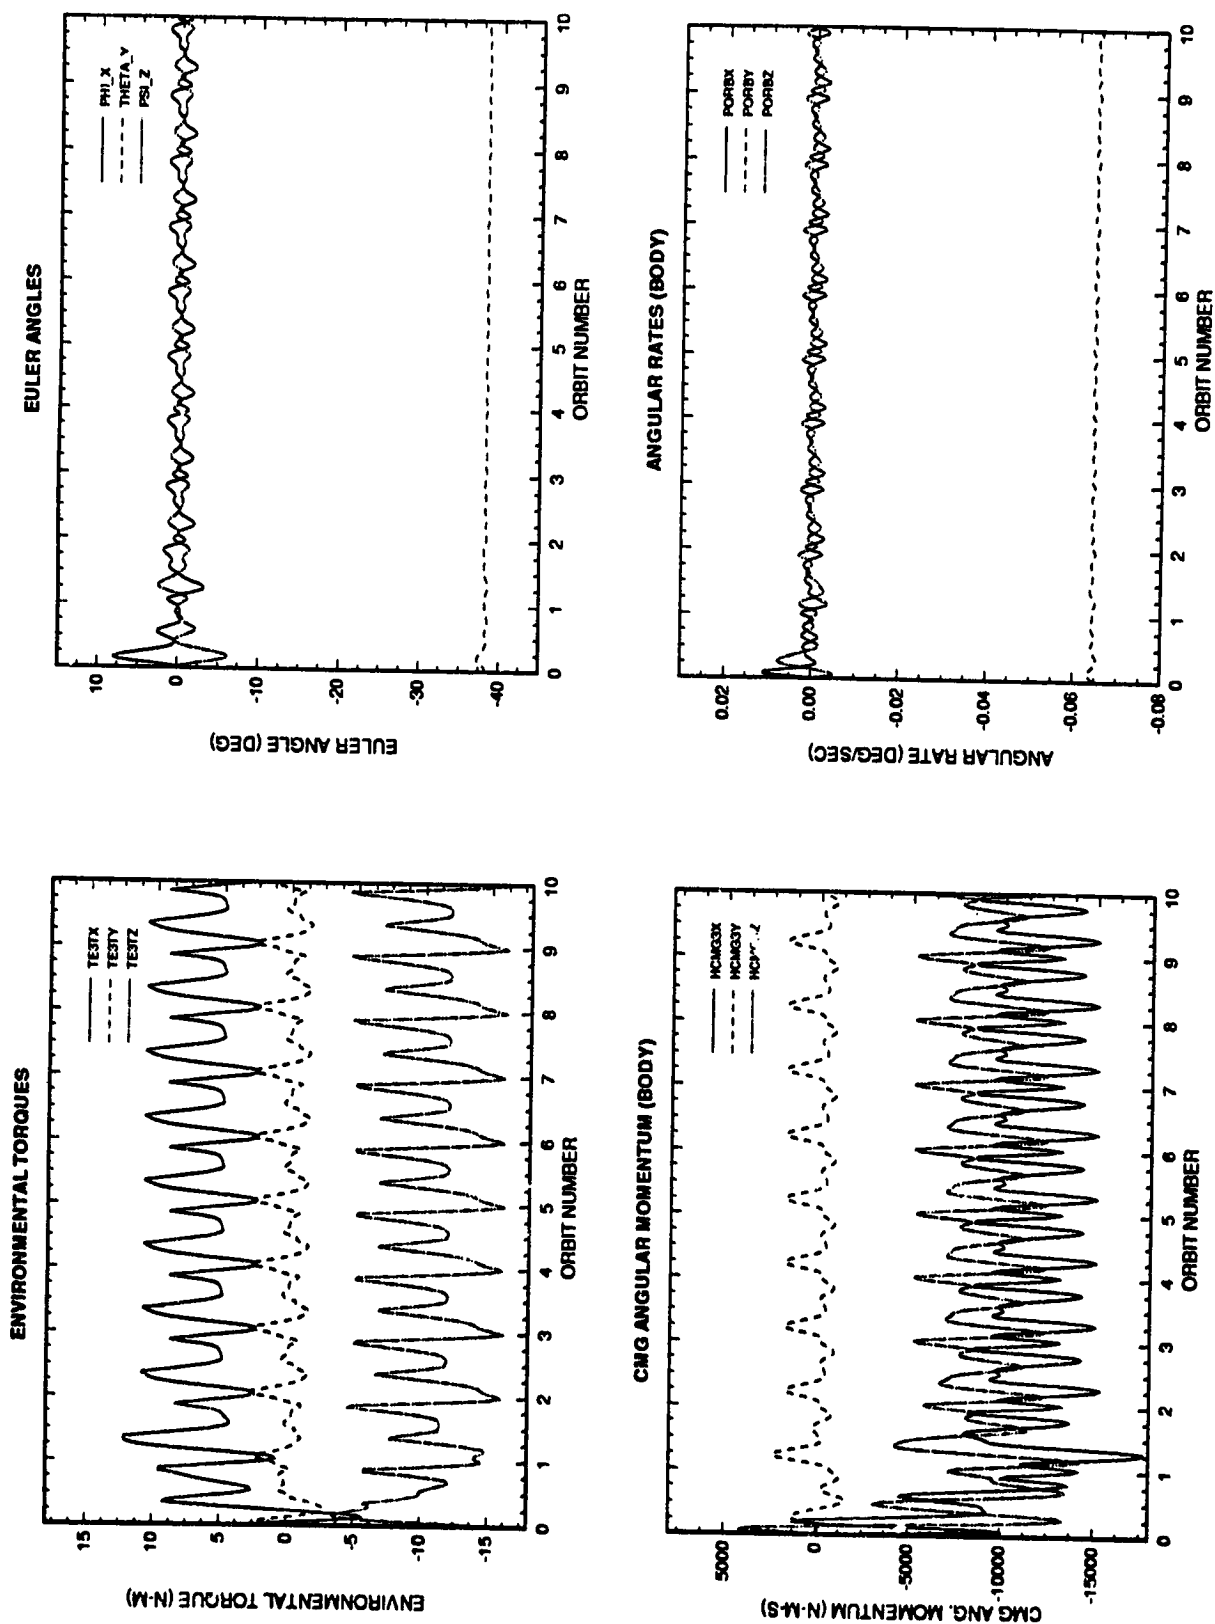 ENVIRONMENTAL TORQUES
TE3TX
TE3TY
TE3TZ
ENVIRONMENTAL TORQUE (N-M)
15
10
5
0
-5
-10
-15
0 1 2 3 4 5 6 7 8 9 10
ORBIT NUMBER
EULER ANGLES
PHI_X
THETA_Y
PSI_Z
EULER ANGLE (DEG)
10
0
-10
-20
-30
-40
0 1 2 3 4 5 6 7 8 9 10
ORBIT NUMBER
CMG ANGULAR MOMENTUM (BODY)
HCMG3X
HCMG3Y
CMG ANG. MOMENTUM (N-M-S)
5000
0
-5000
-10000
-15000
0 1 2 3 4 5 6 7 8 9 10
ORBIT NUMBER
ANGULAR RATES (BODY)
PORBX
PORBY
PORBZ
ANGULAR RATE (DEG/SEC)
0.02
0.00
-0.02
-0.04
-0.06
-0.08
0 1 2 3 4 5 6 7 8 9 10
ORBIT NUMBER